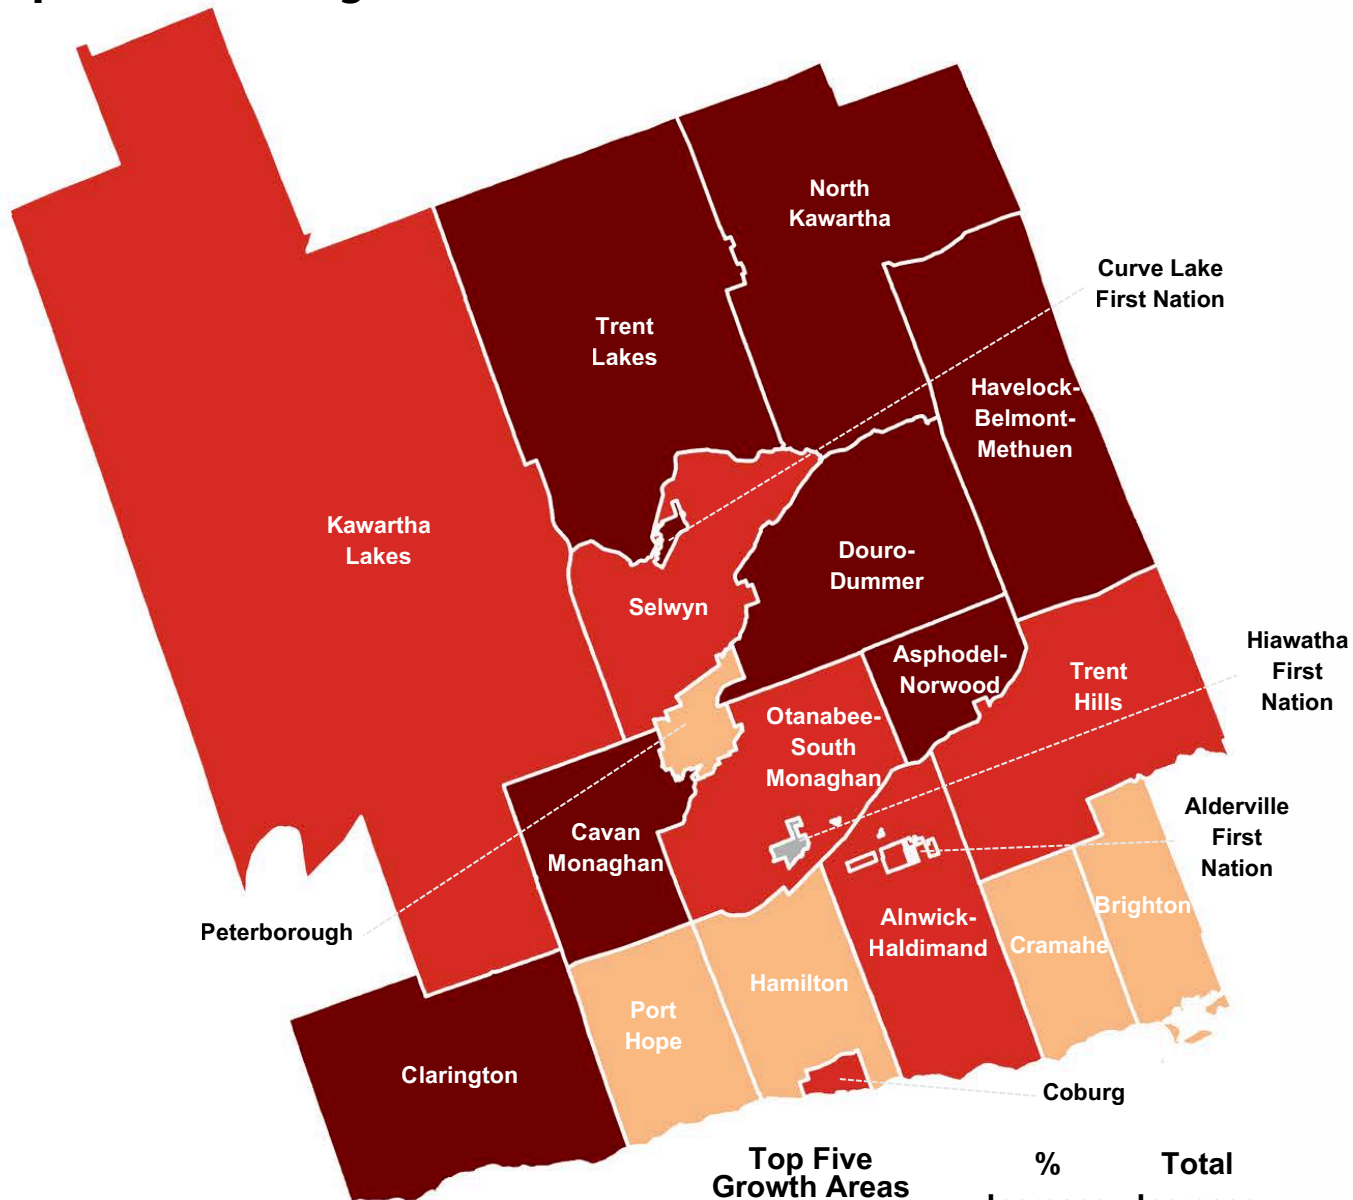 North
Kawartha
Curve Lake
First Nation
Trent
Lakes
Havelock-
Belmont-
Methuen
Kawartha
Lakes
Douro-
Dummer
Selwyn
Hiawatha
First
Nation
Asphodel-
Norwood
Trent
Hills
Otanabee-
South
Monaghan
Alderville
First
Nation
Cavan
Monaghan
Brighton
Peterborough
Alnwick-
Haldimand
Cramahe
Hamilton
Port
Hope
Clarington
Coburg
Top Five
Growth Areas
% Total